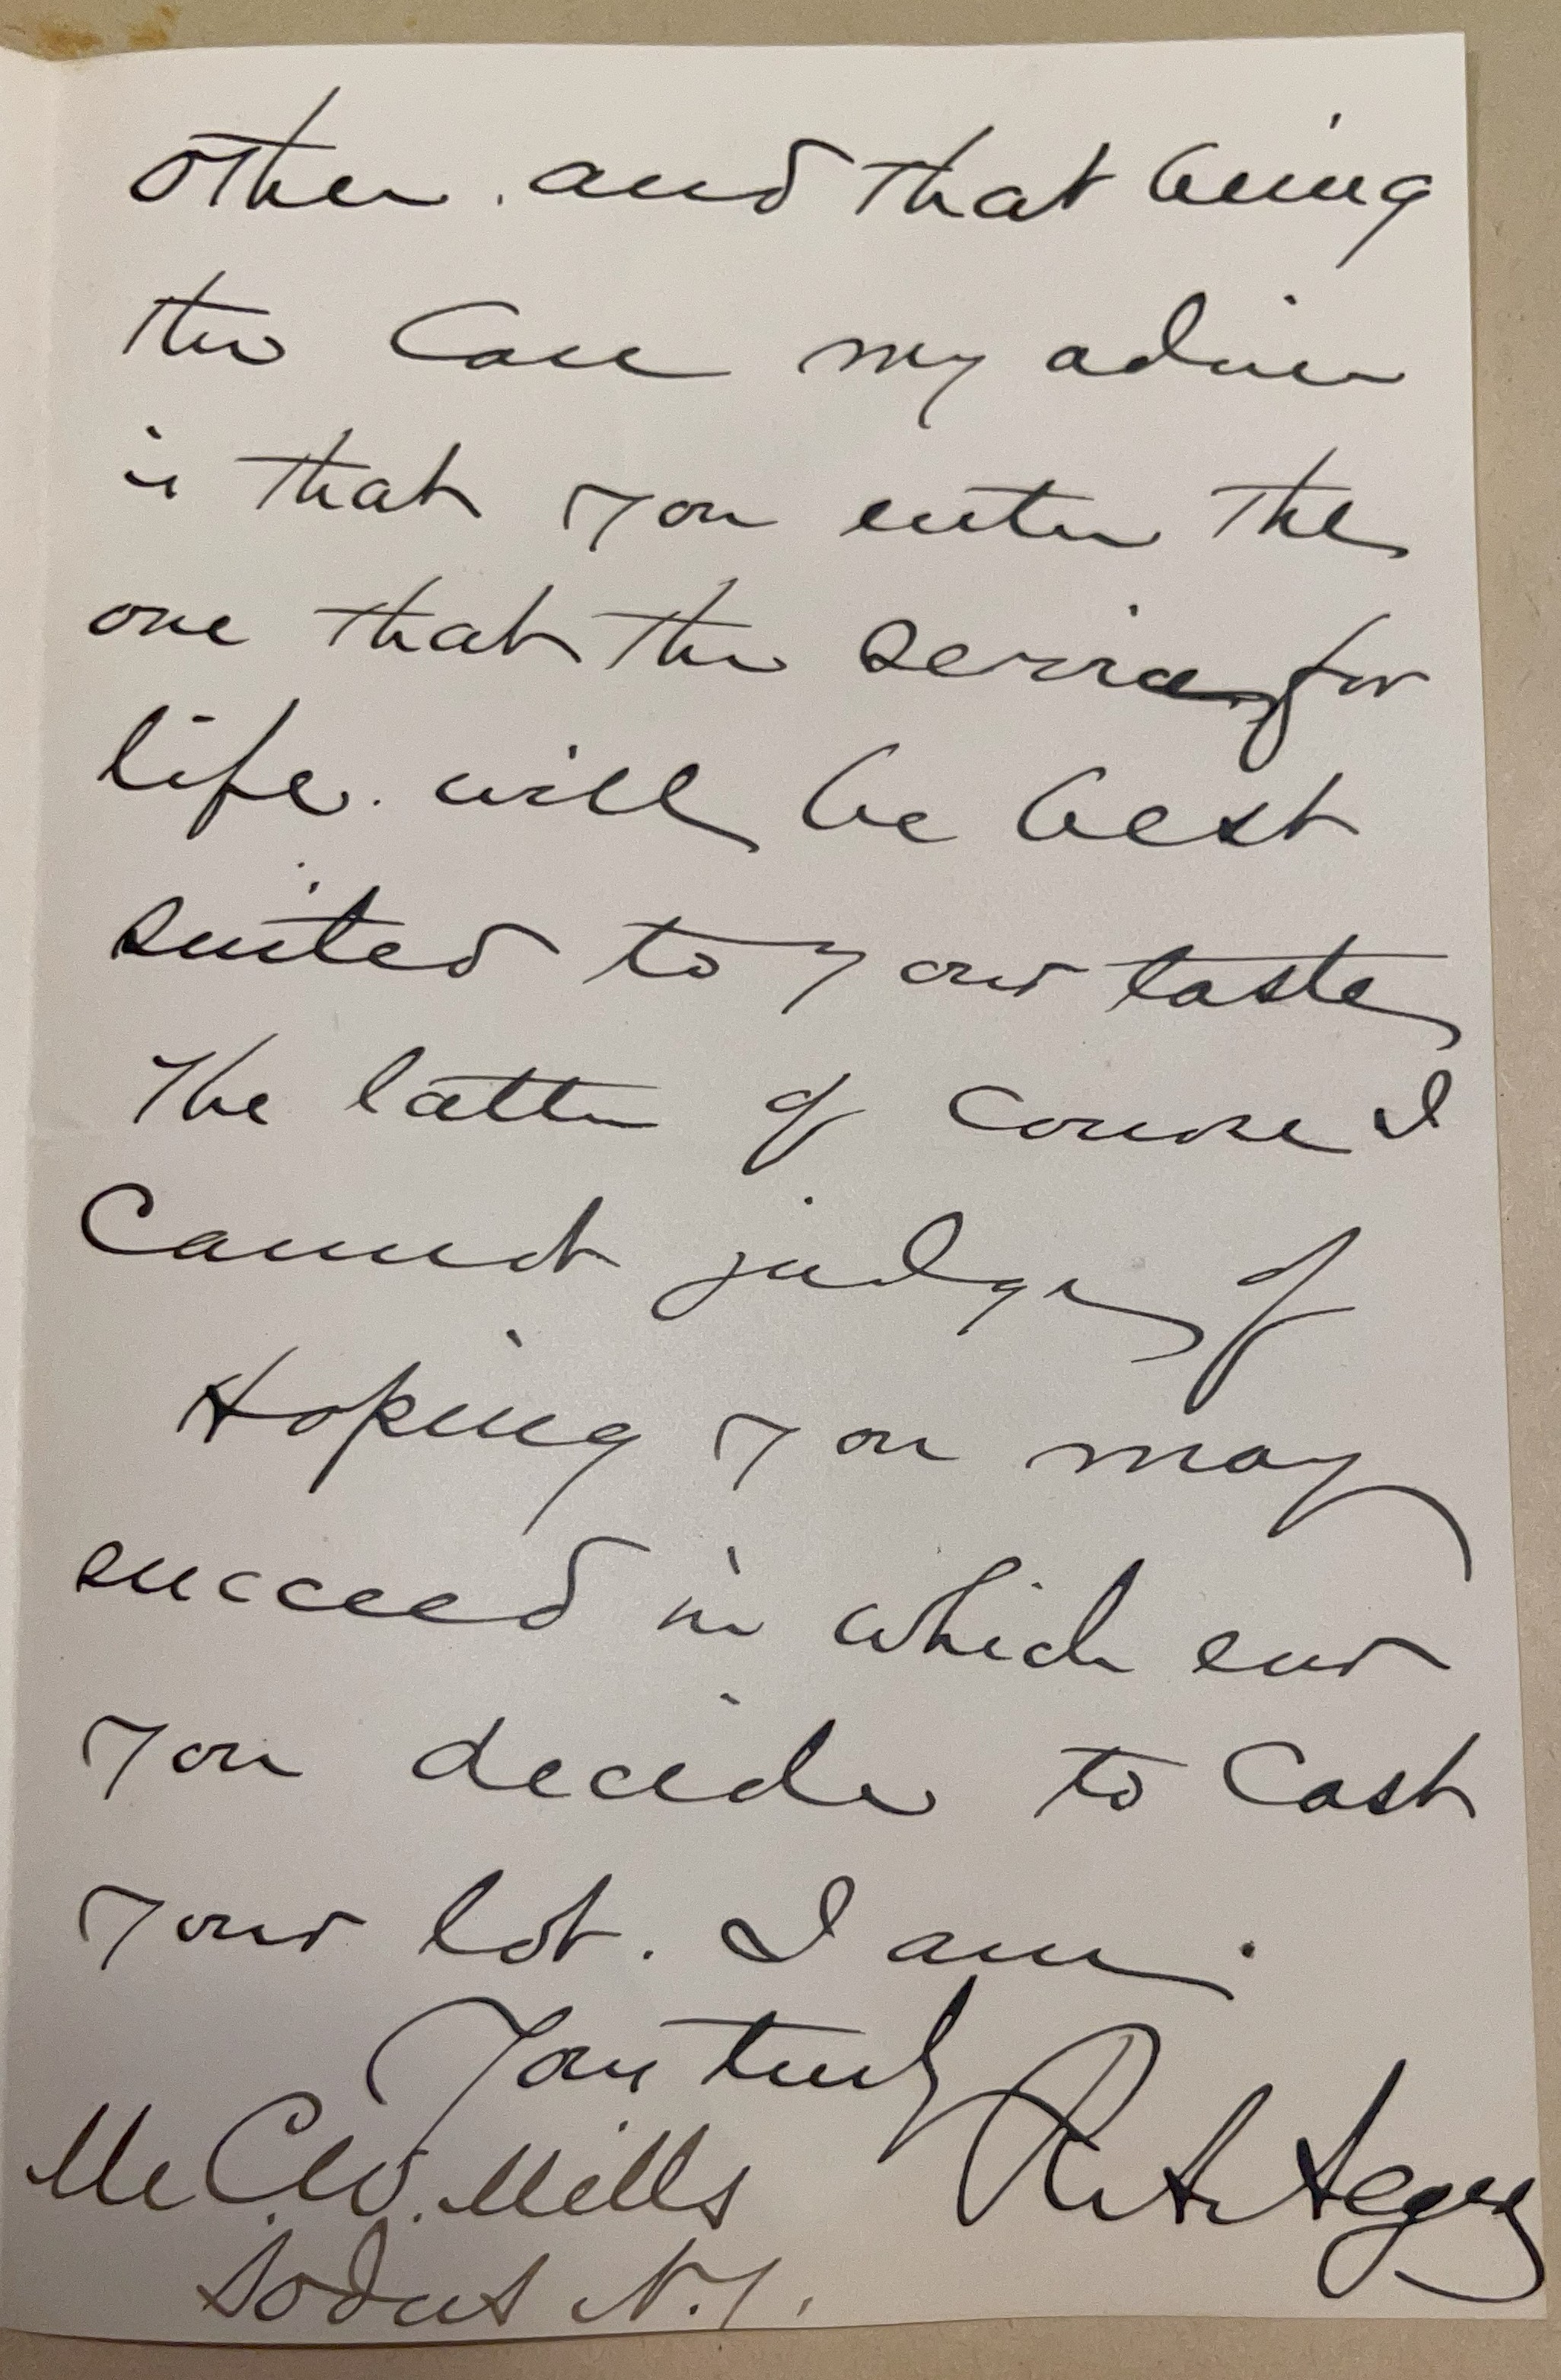 other. and that being
the Case my advice
is that you enter the
one that the service for
life. will be best
suited to your taste
The latter of course I
Cannot judge of
Hoping you may
succeed in which ever
you decide to Cast
your lot. I am.
Yours truly
R. A. Alger
Mr C.W. Mills
Sodus N.Y.